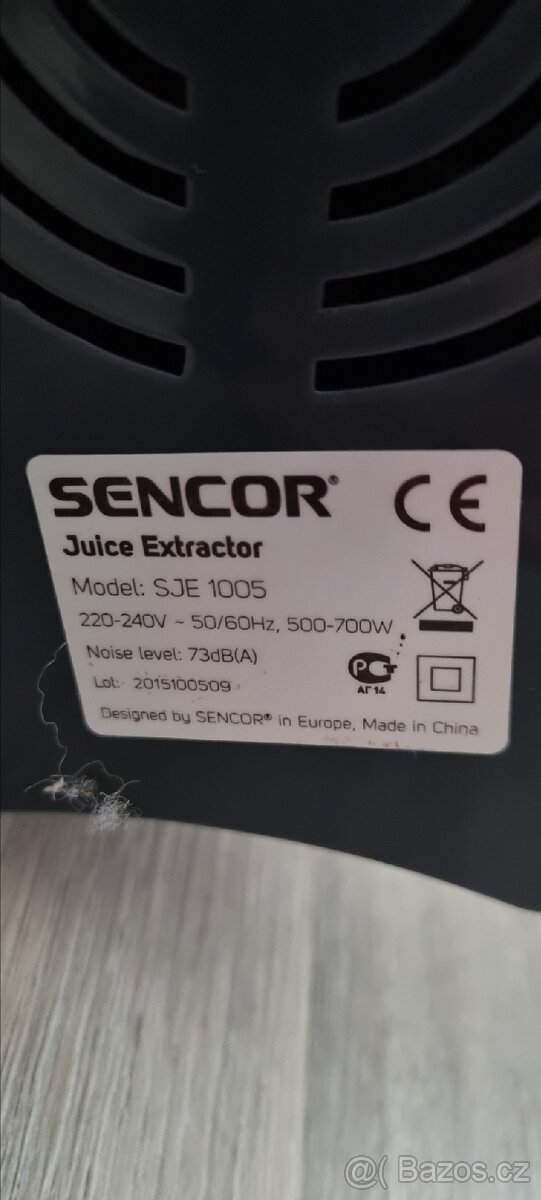 SENCOR®
CE
Juice Extractor
Model: SJE 1005
220-240V ~ 50/60Hz, 500-700W
Noise level: 73dB(A)
PCT
АГ14
Lot: 2015100509
Designed by SENCOR® in Europe, Made in China
@( Bazos.cz